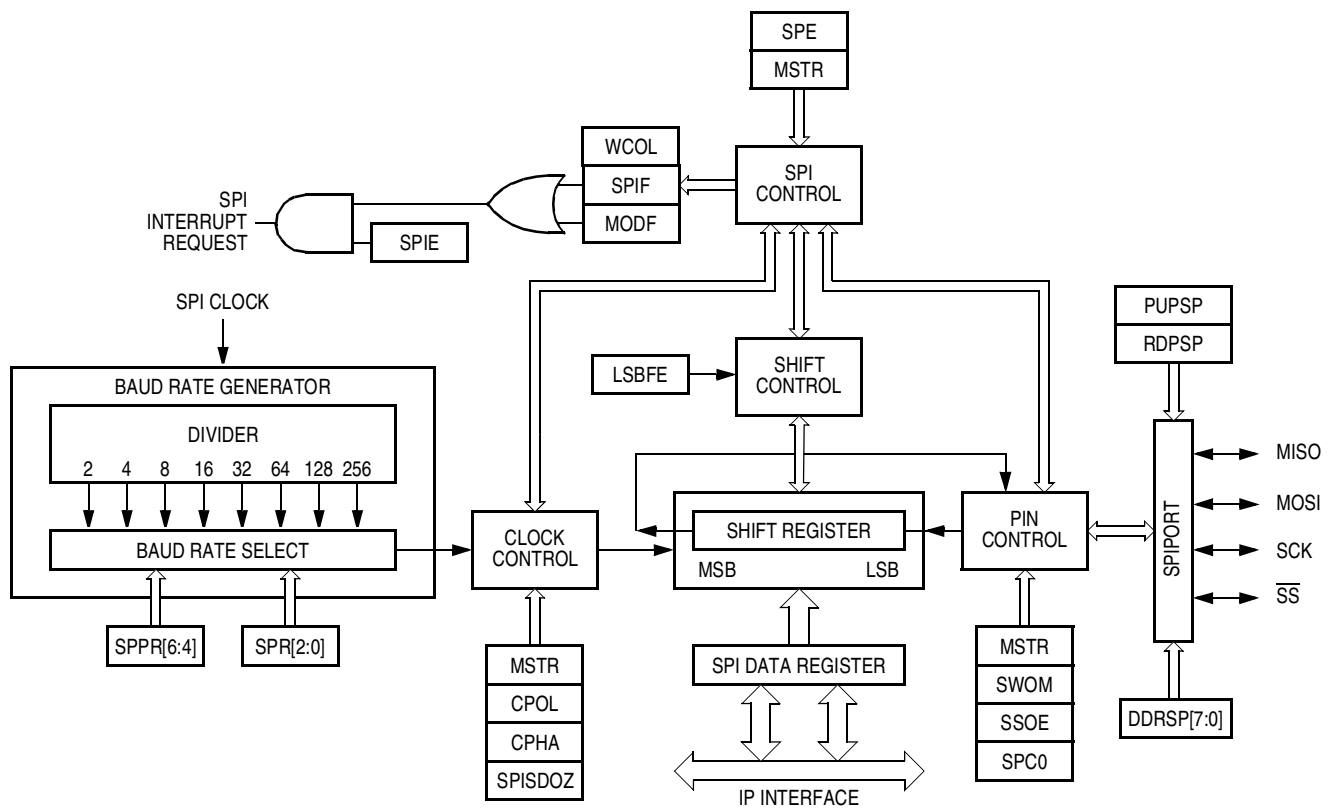 SPE
MSTR
WCOL
SPIF
MODF
SPI
CONTROL
SPI
INTERRUPT
REQUEST
SPIE
SPI CLOCK
PUPSP
RDPSP
LSBFE
SHIFT
CONTROL
BAUD RATE GENERATOR
DIVIDER
2 4 8 16 32 64 128 256
BAUD RATE SELECT
SPPR[6:4]
SPR[2:0]
CLOCK
CONTROL
SHIFT REGISTER
MSB
LSB
PIN
CONTROL
SPIPORT
MISO
MOSI
SCK
SS
MSTR
CPOL
CPHA
SPISDOZ
SPI DATA REGISTER
IP INTERFACE
MSTR
SWOM
SSOE
SPC0
DDRSP[7:0]